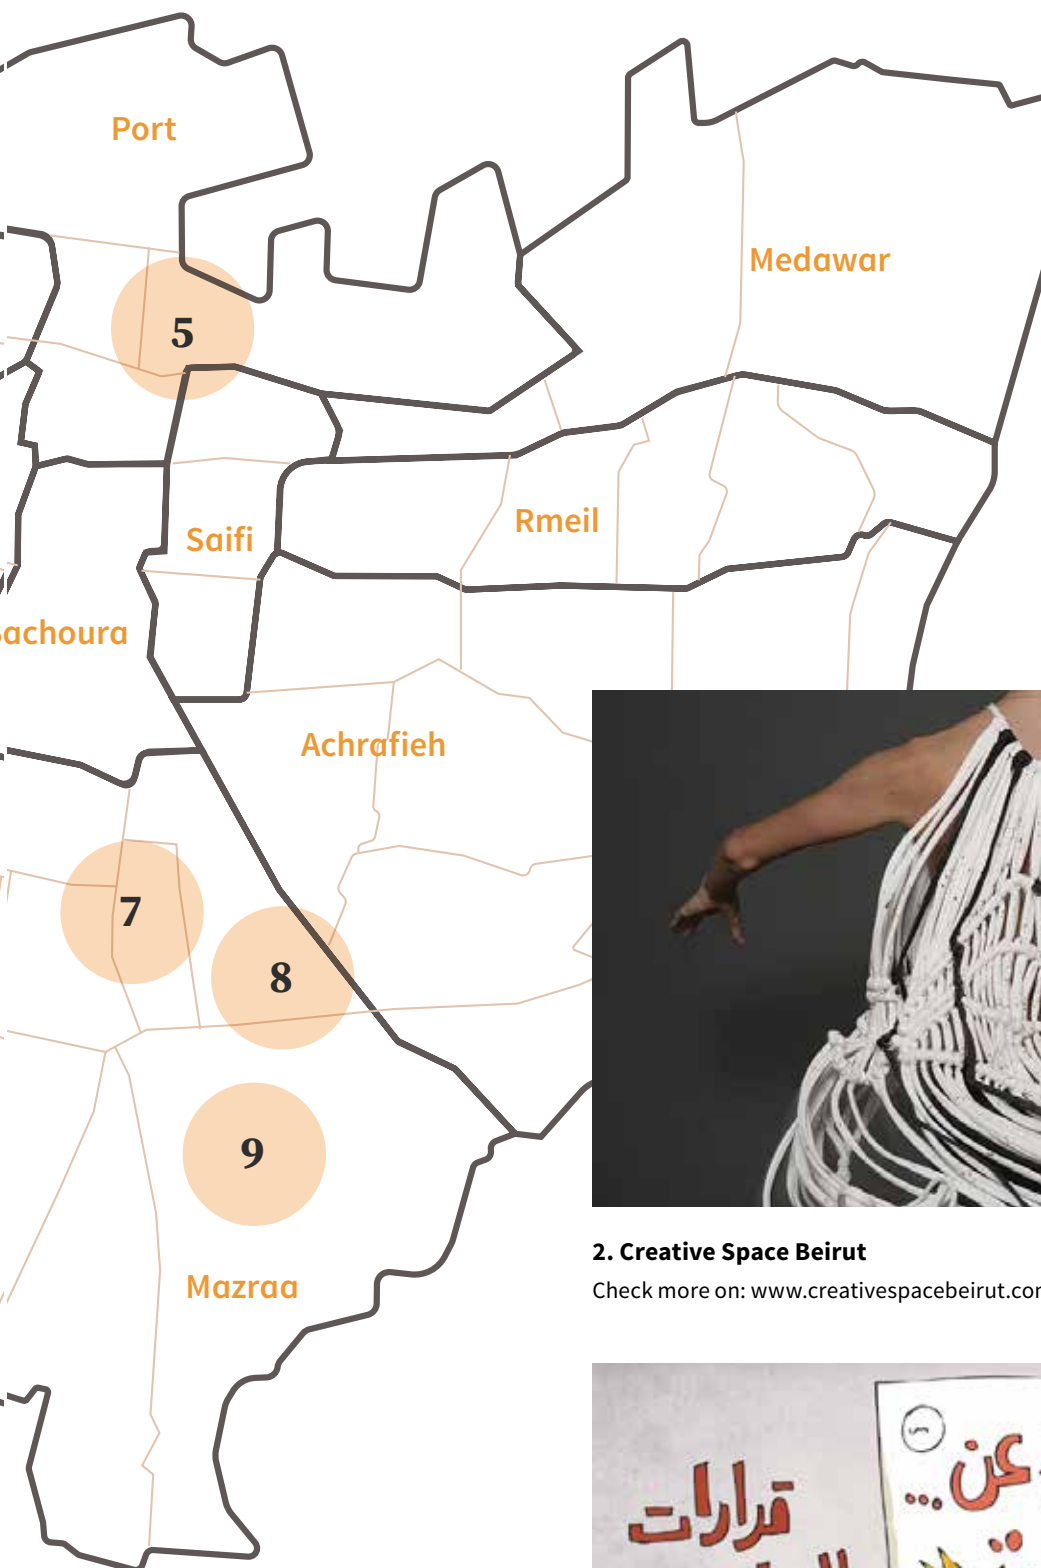 Port
Medawar
5
Rmeil
Saifi
achoura
Achrafieh
7
8
9
Mazraa
2. Creative Space Beirut
Check more on: www.creativespacebeirut.co
عن...
قرارات